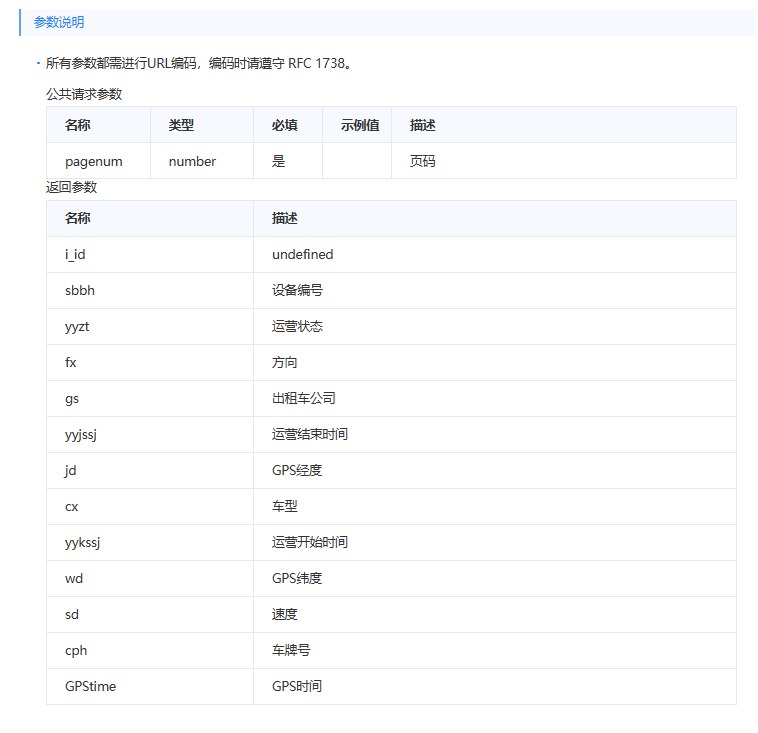 参数说明
所有参数都需进行URL编码，编码时请遵守 RFC 1738。
公共请求参数
名称 类型 必填 示例值 描述
pagenum number 是 页码
返回参数
名称 描述
i_id undefined
sbbh 设备编号
yyzt 运营状态
fx 方向
gs 出租车公司
yyjssj 运营结束时间
jd GPS经度
cx 车型
yykssj 运营开始时间
wd GPS纬度
sd 速度
cph 车牌号
GPStime GPS时间